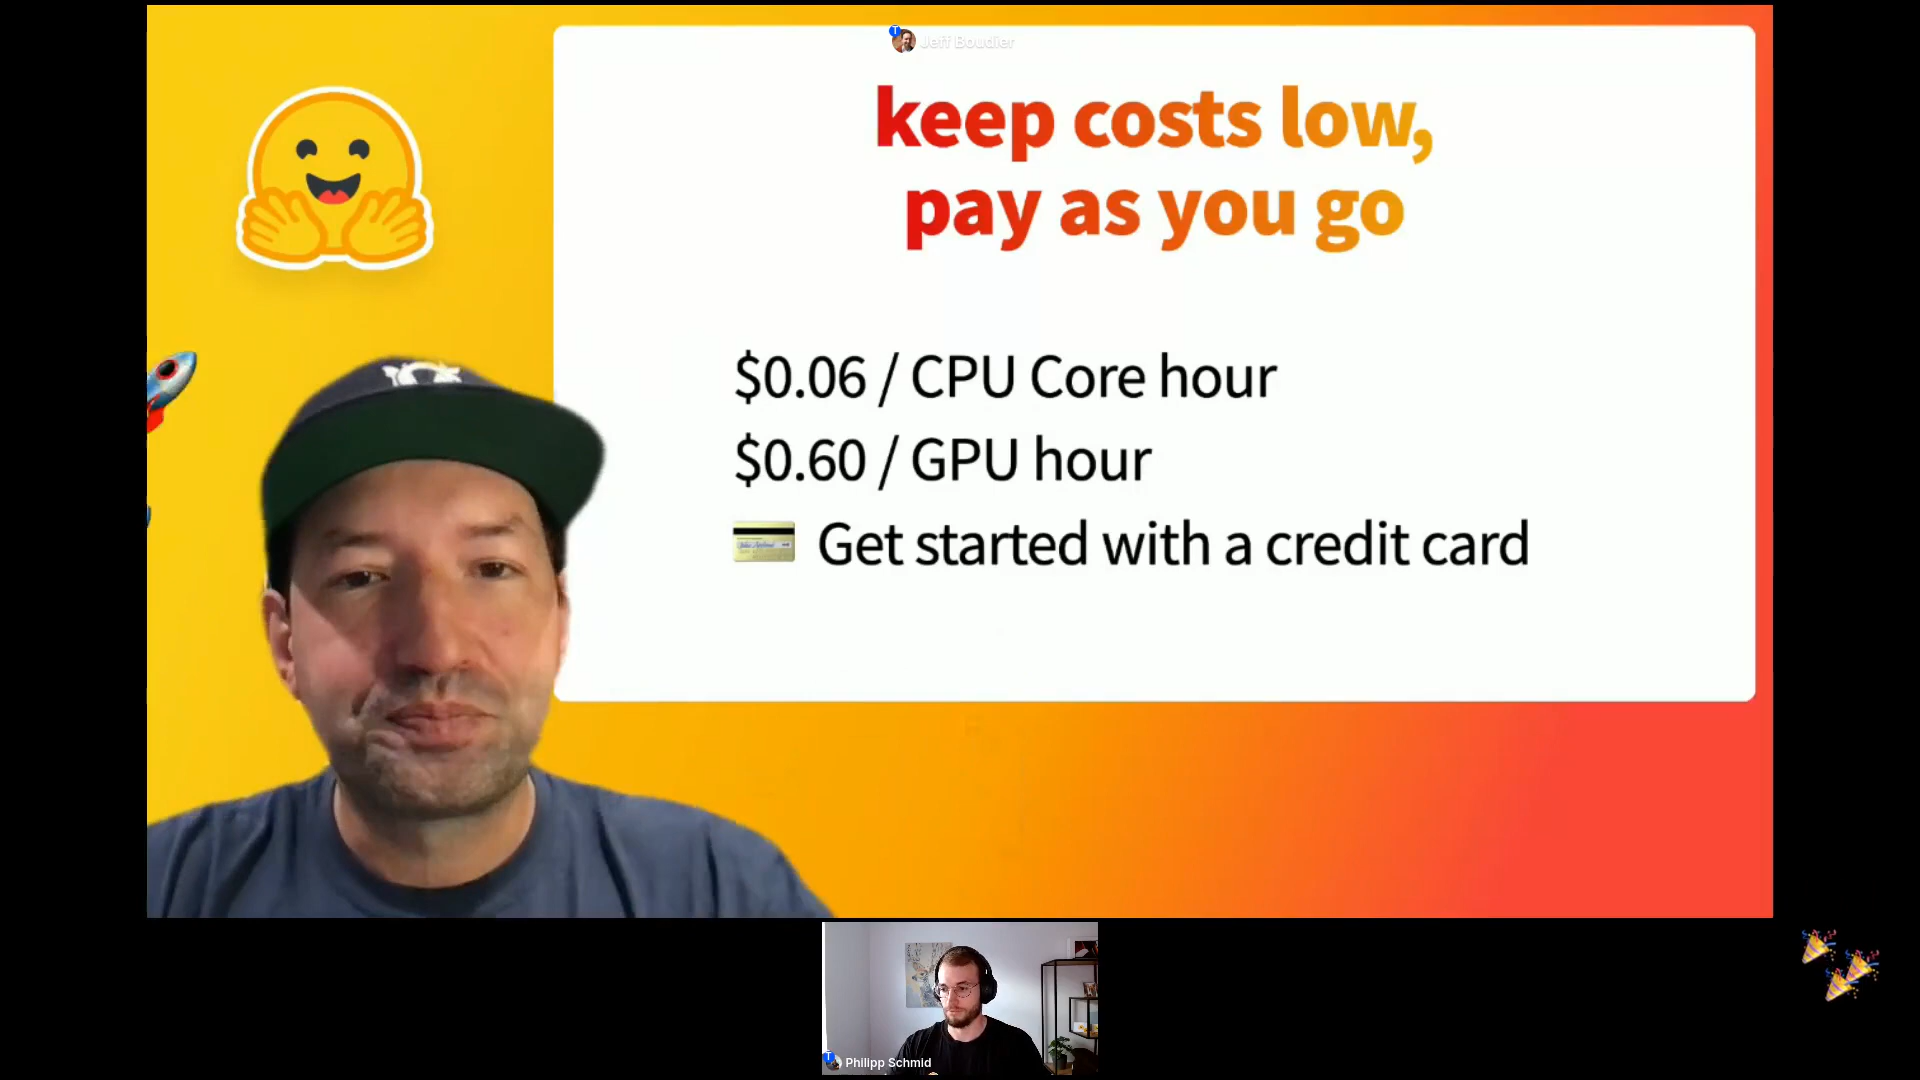 Jeff Boudier
keep costs low,
pay as you go
$0.06 / CPU Core hour
$0.60 / GPU hour
Get started with a credit card
Philipp Schmid